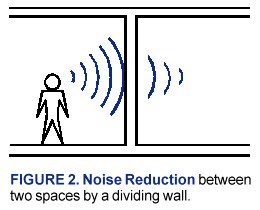 FIGURE 2. Noise Reduction between
two spaces by a dividing wall.